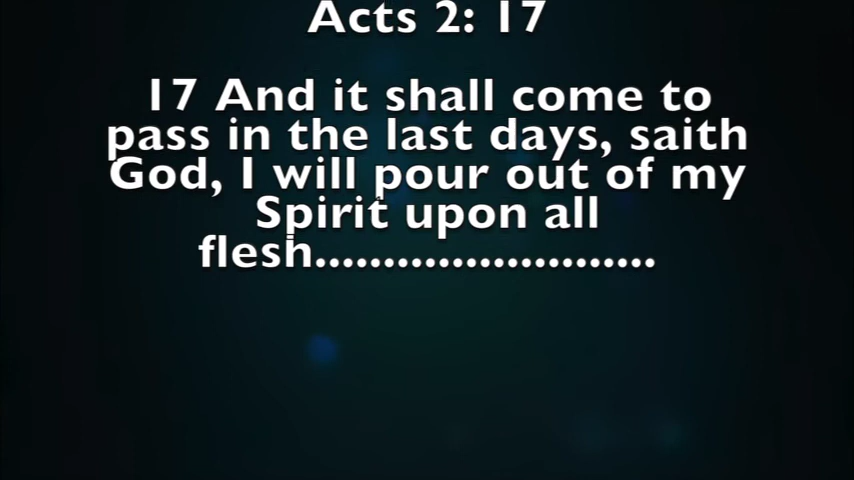 Acts 2: 17
17 And it shall come to
pass in the last days, saith
God, I will pour out of my
Spirit upon all
flesh.........................